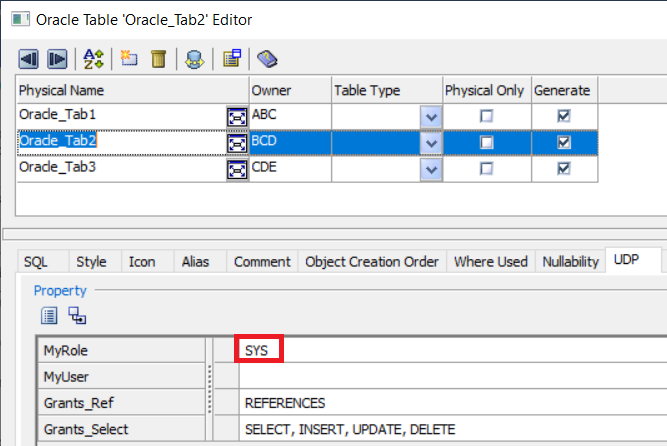 Oracle Table 'Oracle_Tab2' Editor
Physical Name Owner Table Type Physical Only Generate
Oracle_Tab1 ABC
Oracle_Tab2 BCD
Oracle_Tab3 CDE
SQL Style Icon Alias Comment Object Creation Order Where Used Nullability UDP
Property
MyRole SYS
MyUser
Grants_Ref REFERENCES
Grants_Select SELECT, INSERT, UPDATE, DELETE